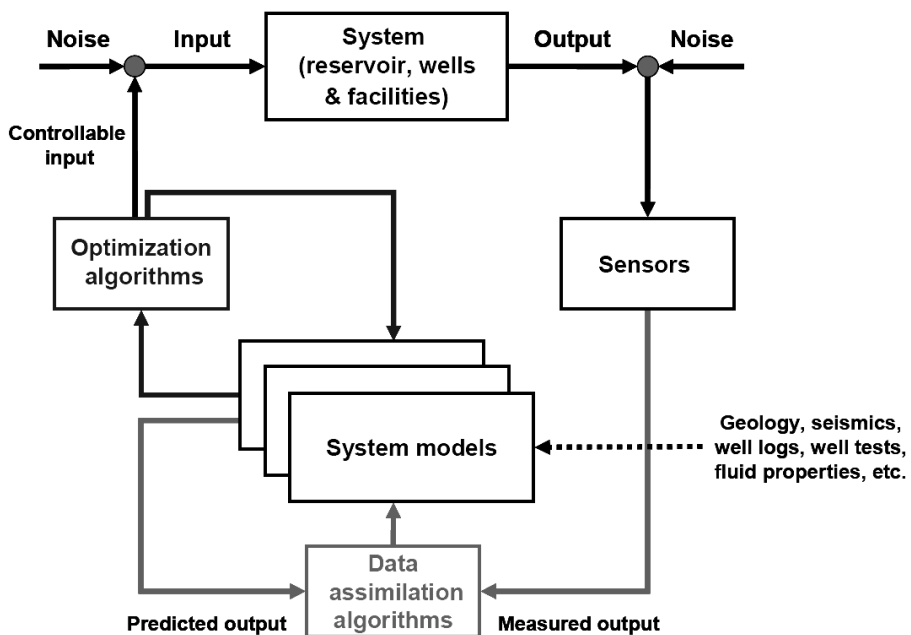 Noise
Input
System
(reservoir, wells
& facilities)
Output
Noise
Controllable
input
Optimization
algorithms
Sensors
System models
Geology, seismics,
well logs, well tests,
fluid properties, etc.
Data
assimilation
algorithms
Predicted output
Measured output